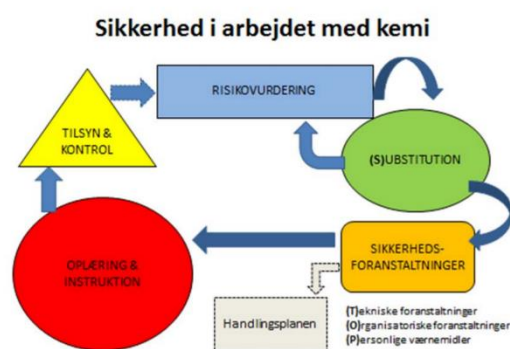 Sikkerhed i arbejdet med kemi
RISIKOVURDERING
TILSYN &
KONTROL
(S)UBSTITUTION
SIKKERHEDS-
FORANSTALTNINGER
OPLÆRING &
INSTRUKTION
Handlingsplanen
(T)ekniske foranstaltninger
(O)rganisatoriske foranstaltninger
(P)ersonlige værnemidler